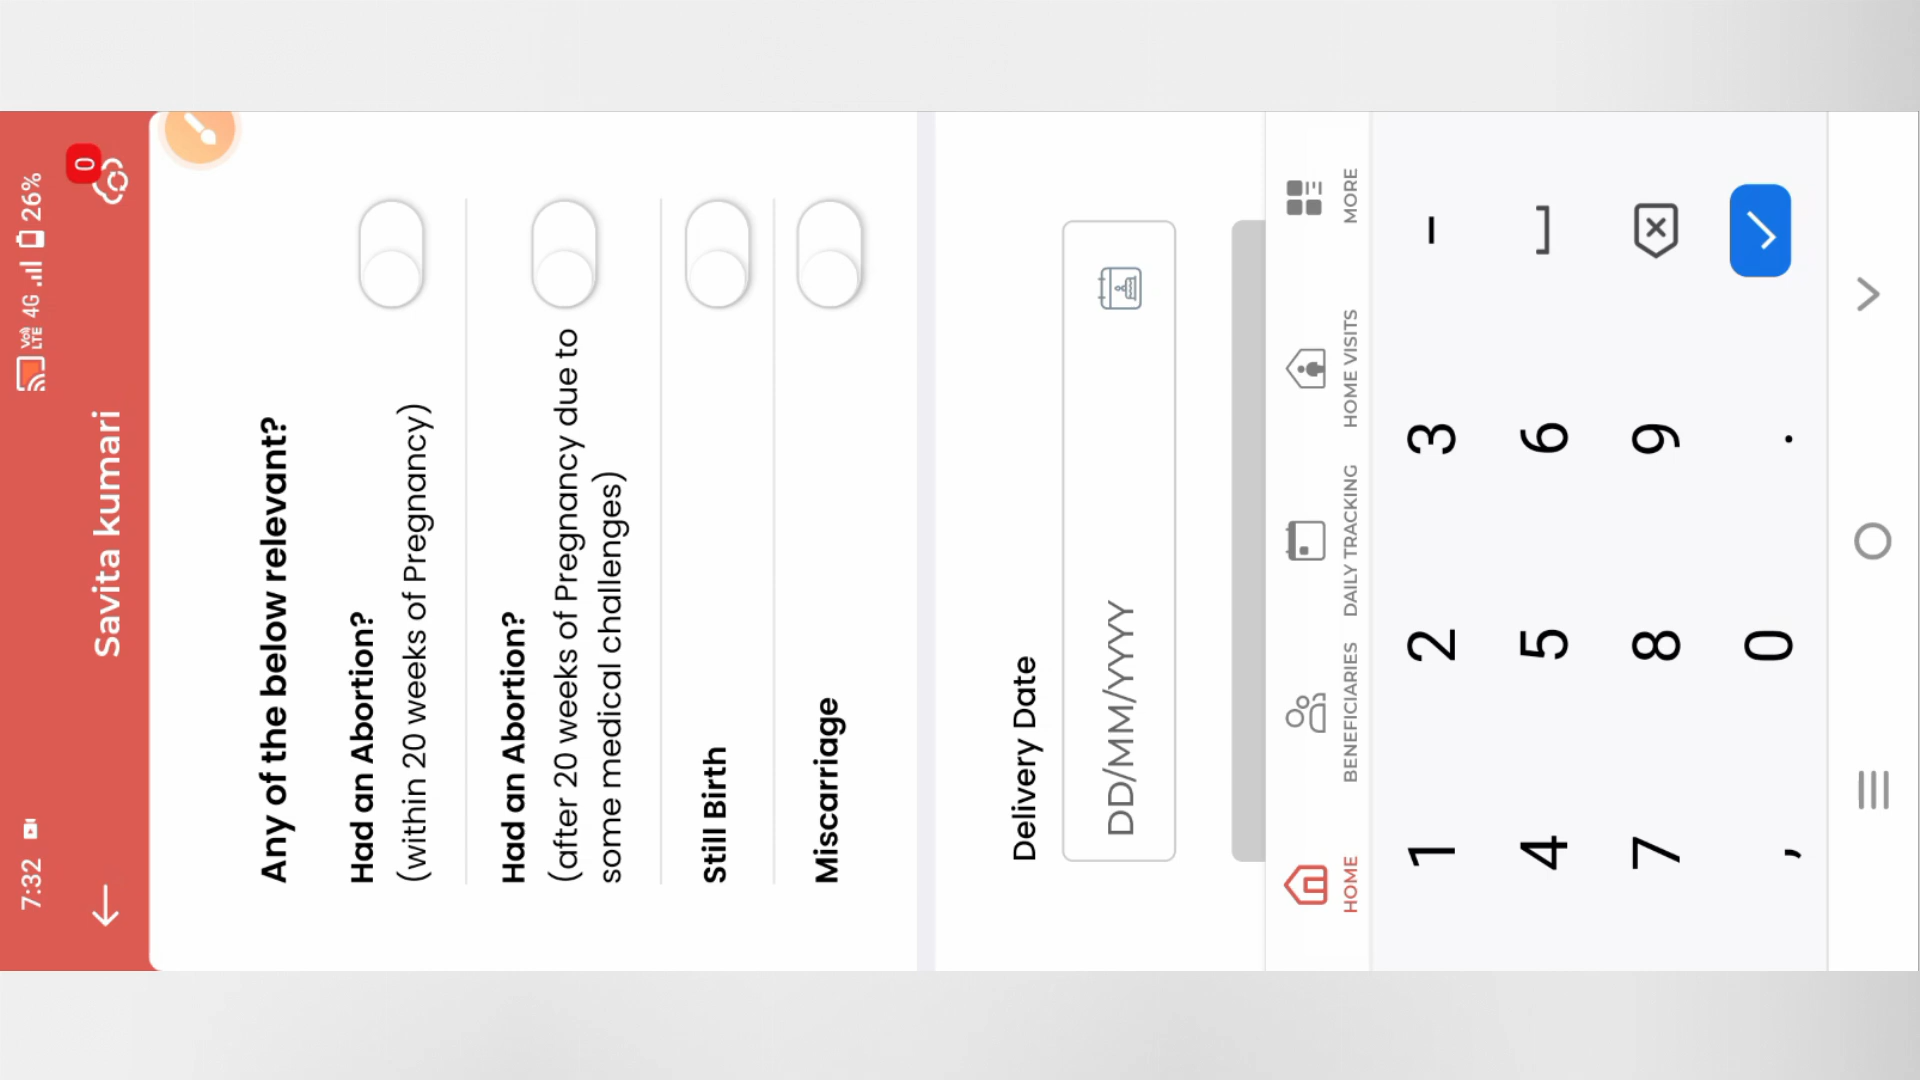 7:32
Vo))
LTE
4G
26%
Savita kumari
0
Any of the below relevant?
Had an Abortion?
(within 20 weeks of Pregnancy)
Had an Abortion?
(after 20 weeks of Pregnancy due to
some medical challenges)
Still Birth
Miscarriage
Delivery Date
DD/MM/YYYY
HOME
BENEFICIARIES
DAILY TRACKING
HOME VISITS
MORE
1 2 3 -
4 5 6
7 8 9
, 0 .